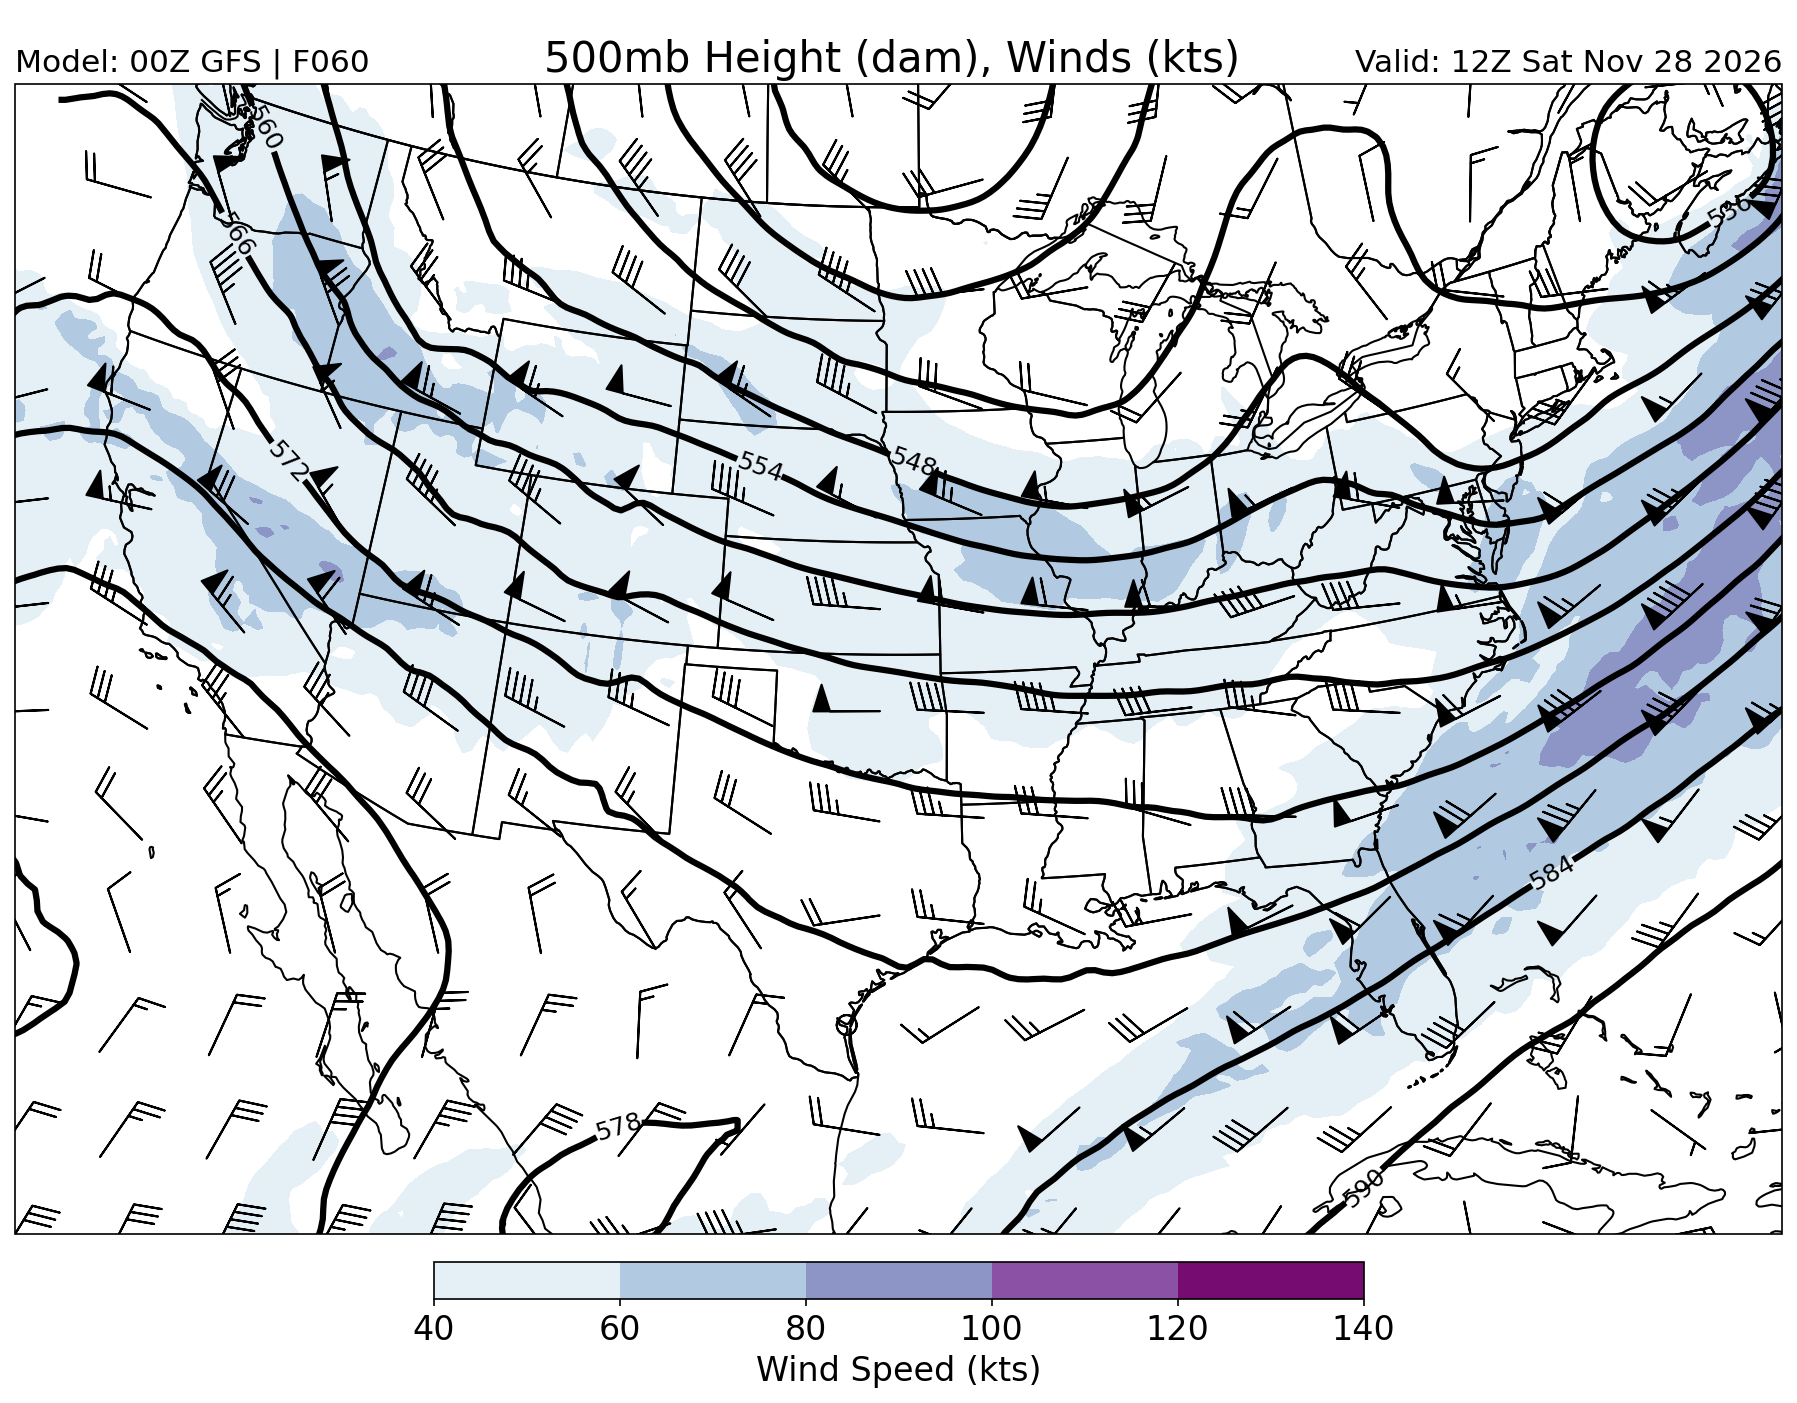 Model: 00Z GFS | F060
500mb Height (dam), Winds (kts)
Valid: 12Z Sat Nov 28 2026
560
566
536
572
554
548
584
578
590
40 60 80 100 120 140
Wind Speed (kts)